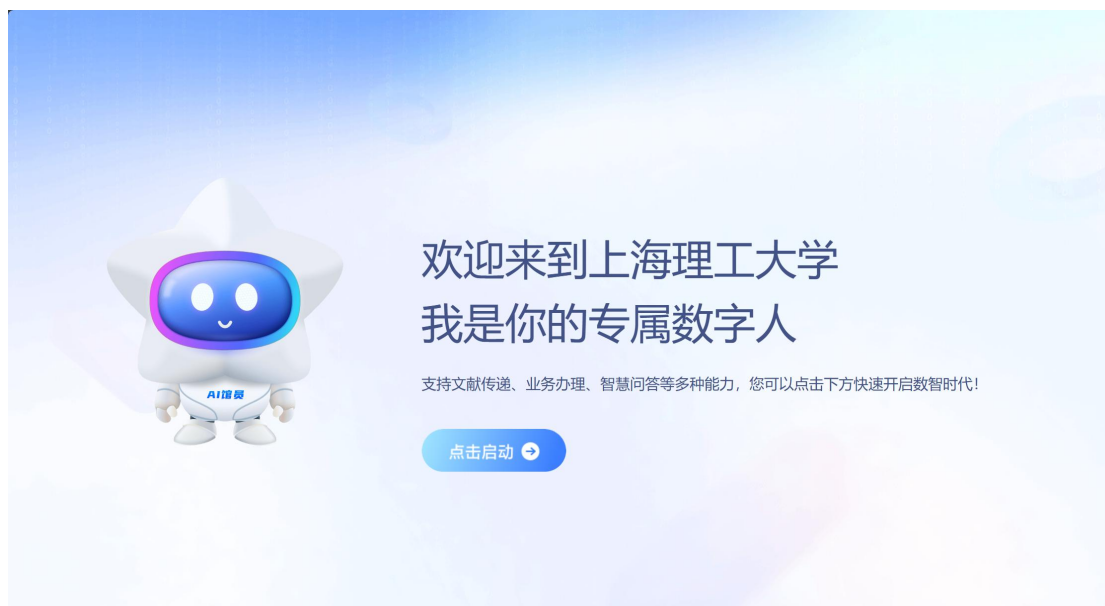 欢迎来到上海理工大学
我是你的专属数字人
支持文献传递、业务办理、智慧问答等多种能力，您可以点击下方快速开启数智时代！
AI馆员
点击启动